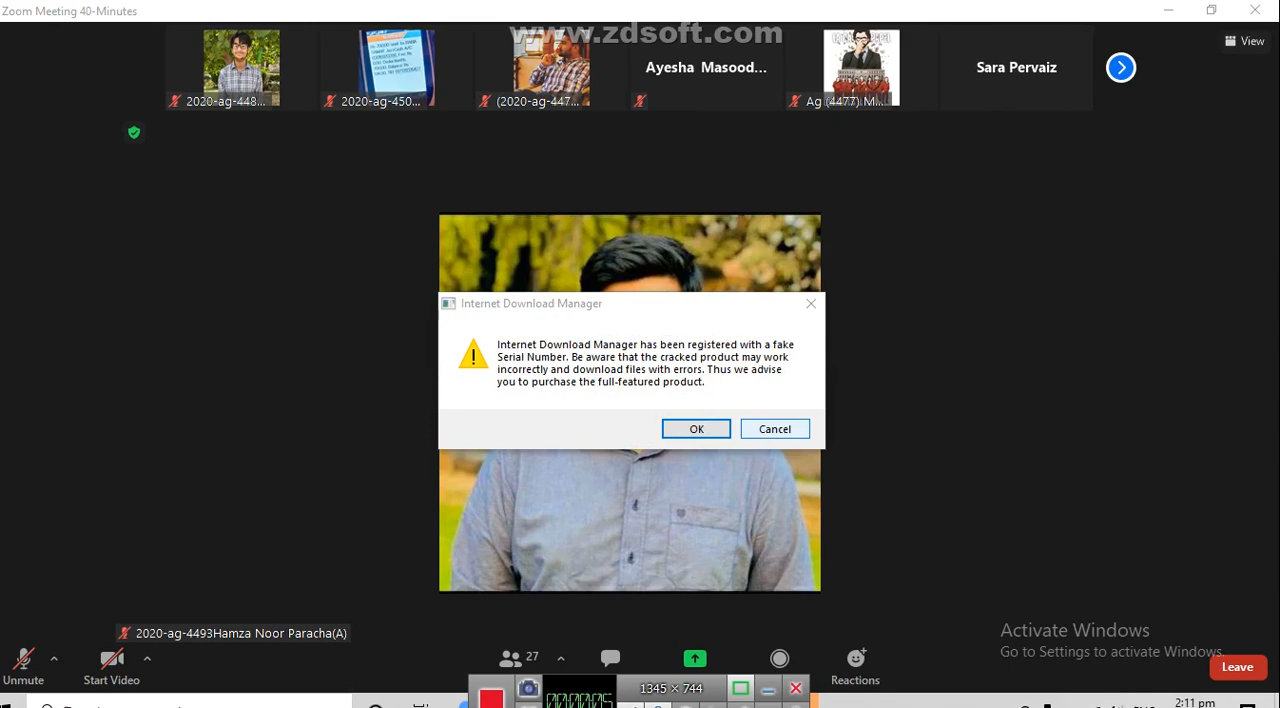 Zoom Meeting 40-Minutes
www.zdsoft.com
View
Ayesha Masood...
Sara Pervaiz
2020-ag-448...
2020-ag-450...
(2020-ag-447...
Ag (4477) M...
Internet Download Manager
Internet Download Manager has been registered with a fake
Serial Number. Be aware that the cracked product may work
incorrectly and download files with errors. Thus we advise
you to purchase the full-featured product.
OK
Cancel
2020-ag-4493Hamza Noor Paracha(A)
Activate Windows
Go to Settings to activate Windows.
27
Unmute
Start Video
Reactions
Leave
1345 × 744
2:11 pm